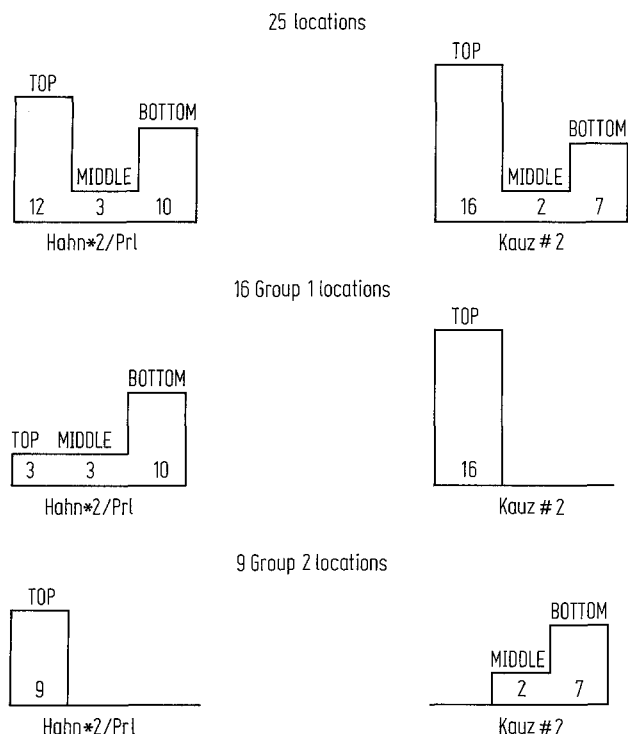 25 locations
TOP TOP
BOTTOM BOTTOM
MIDDLE MIDDLE
12 3 10 16 2 7
Hahn*2/Prl Kauz # 2
16 Group 1 locations
TOP
BOTTOM
TOP MIDDLE
3 3 10 16
Hahn*2/Prl Kauz # 2
9 Group 2 locations
TOP BOTTOM
MIDDLE
9 2 7
Hahn*2/Prl Kauz # 2